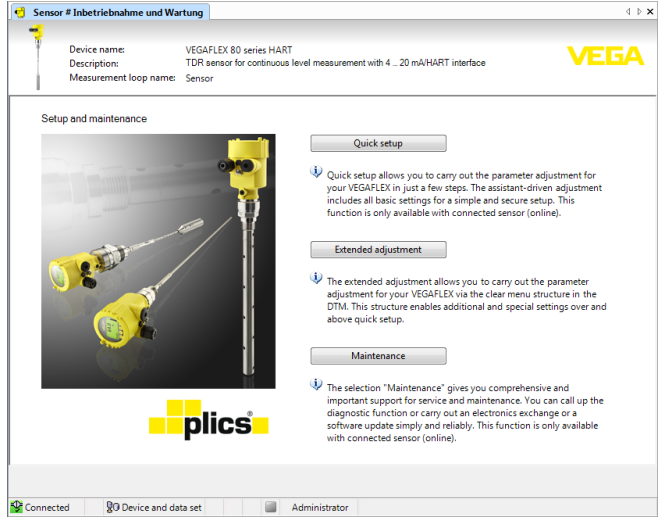 Sensor # Inbetriebnahme und Wartung
Device name: VEGAFLEX 80 series HART
Description: TDR sensor for continuous level measurement with 4 ... 20 mA/HART interface
Measurement loop name: Sensor
VEGA
Setup and maintenance
Quick setup
Quick setup allows you to carry out the parameter adjustment for
your VEGAFLEX in just a few steps. The assistant-driven adjustment
includes all basic settings for a simple and secure setup. This
function is only available with connected sensor (online).
Extended adjustment
The extended adjustment allows you to carry out the parameter
adjustment for your VEGAFLEX via the clear menu structure in the
DTM. This structure enables additional and special settings over and
above quick setup.
Maintenance
The selection "Maintenance" gives you comprehensive and
important support for service and maintenance. You can call up the
diagnostic function or carry out an electronics exchange or a
software update simply and reliably. This function is only available
with connected sensor (online).
plics®
Connected
Device and data set
Administrator